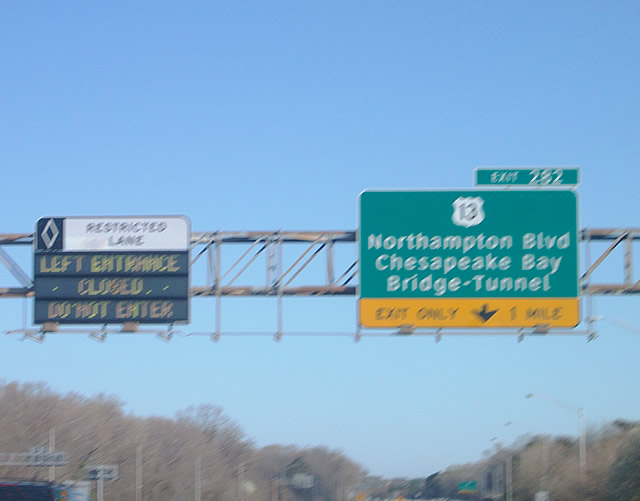 RESTRICTED
LANE
LEFT ENTRANCE
CLOSED
DO NOT ENTER
EXIT 282
13
Northampton Blvd
Chesapeake Bay
Bridge-Tunnel
EXIT ONLY 1 MILE